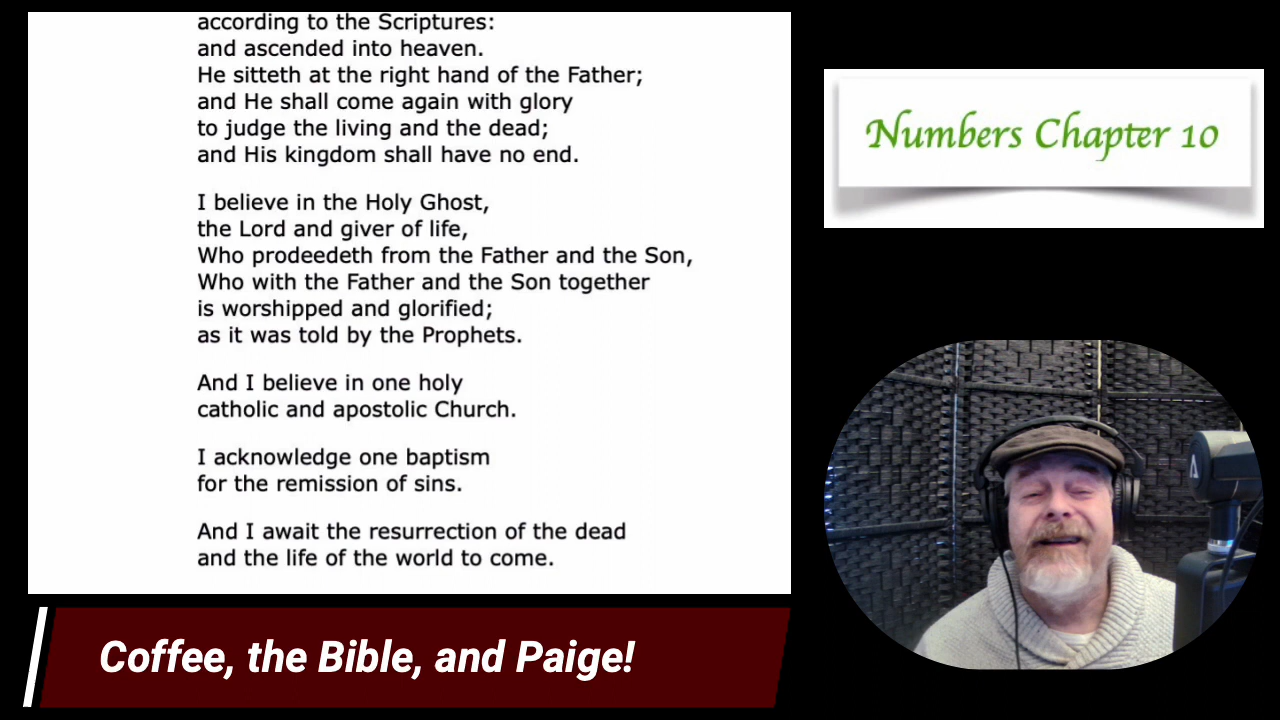 according to the Scriptures:
and ascended into heaven.
He sitteth at the right hand of the Father;
and He shall come again with glory
to judge the living and the dead;
and His kingdom shall have no end.
I believe in the Holy Ghost,
the Lord and giver of life,
Who prodeedeth from the Father and the Son,
Who with the Father and the Son together
is worshipped and glorified;
as it was told by the Prophets.
And I believe in one holy
catholic and apostolic Church.
I acknowledge one baptism
for the remission of sins.
And I await the resurrection of the dead
and the life of the world to come.
Numbers Chapter 10
Coffee, the Bible, and Paige!